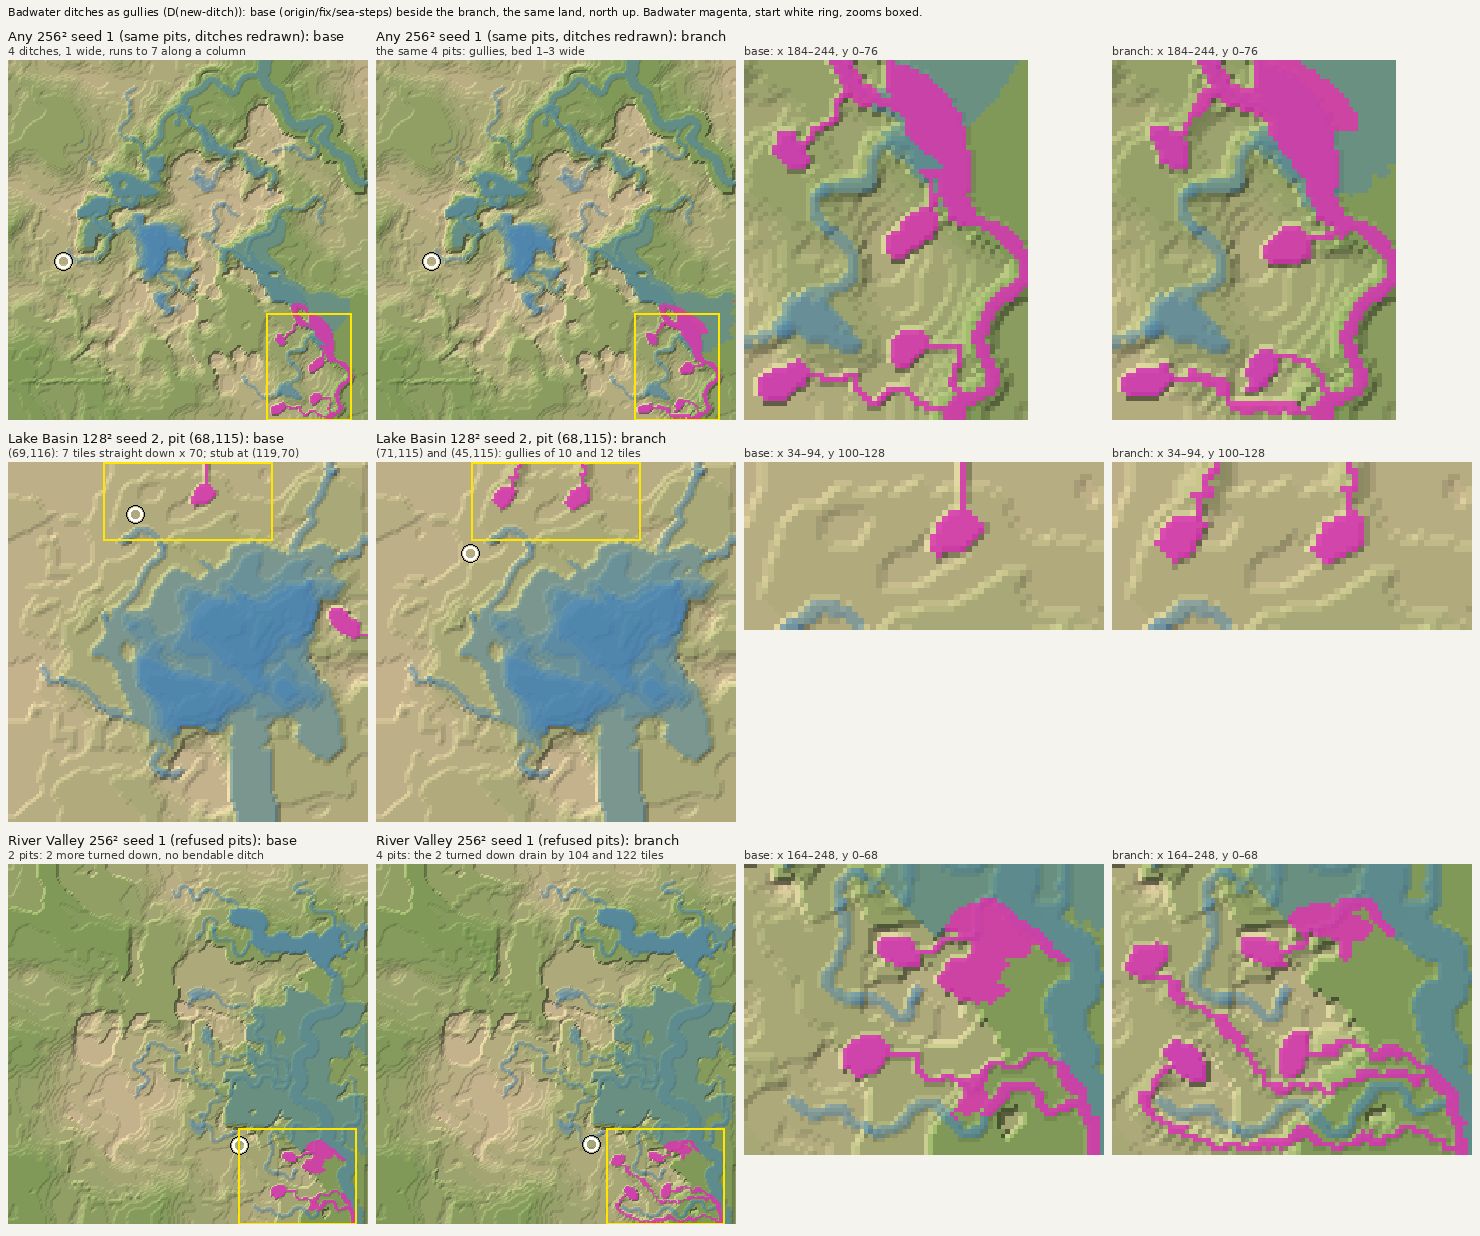 Badwater ditches as gullies (D(new-ditch)): base (origin/fix/sea-steps) beside the branch, the same land, north up. Badwater magenta, start white ring, zooms boxed.
Any 256² seed 1 (same pits, ditches redrawn): base
4 ditches, 1 wide, runs to 7 along a column
Any 256² seed 1 (same pits, ditches redrawn): branch
the same 4 pits: gullies, bed 1–3 wide
base: x 184–244, y 0–76
branch: x 184–244, y 0–76
Lake Basin 128² seed 2, pit (68,115): base
(69,116): 7 tiles straight down x 70; stub at (119,70)
Lake Basin 128² seed 2, pit (68,115): branch
(71,115) and (45,115): gullies of 10 and 12 tiles
base: x 34–94, y 100–128
branch: x 34–94, y 100–128
River Valley 256² seed 1 (refused pits): base
2 pits: 2 more turned down, no bendable ditch
River Valley 256² seed 1 (refused pits): branch
4 pits: the 2 turned down drain by 104 and 122 tiles
base: x 164–248, y 0–68
branch: x 164–248, y 0–68